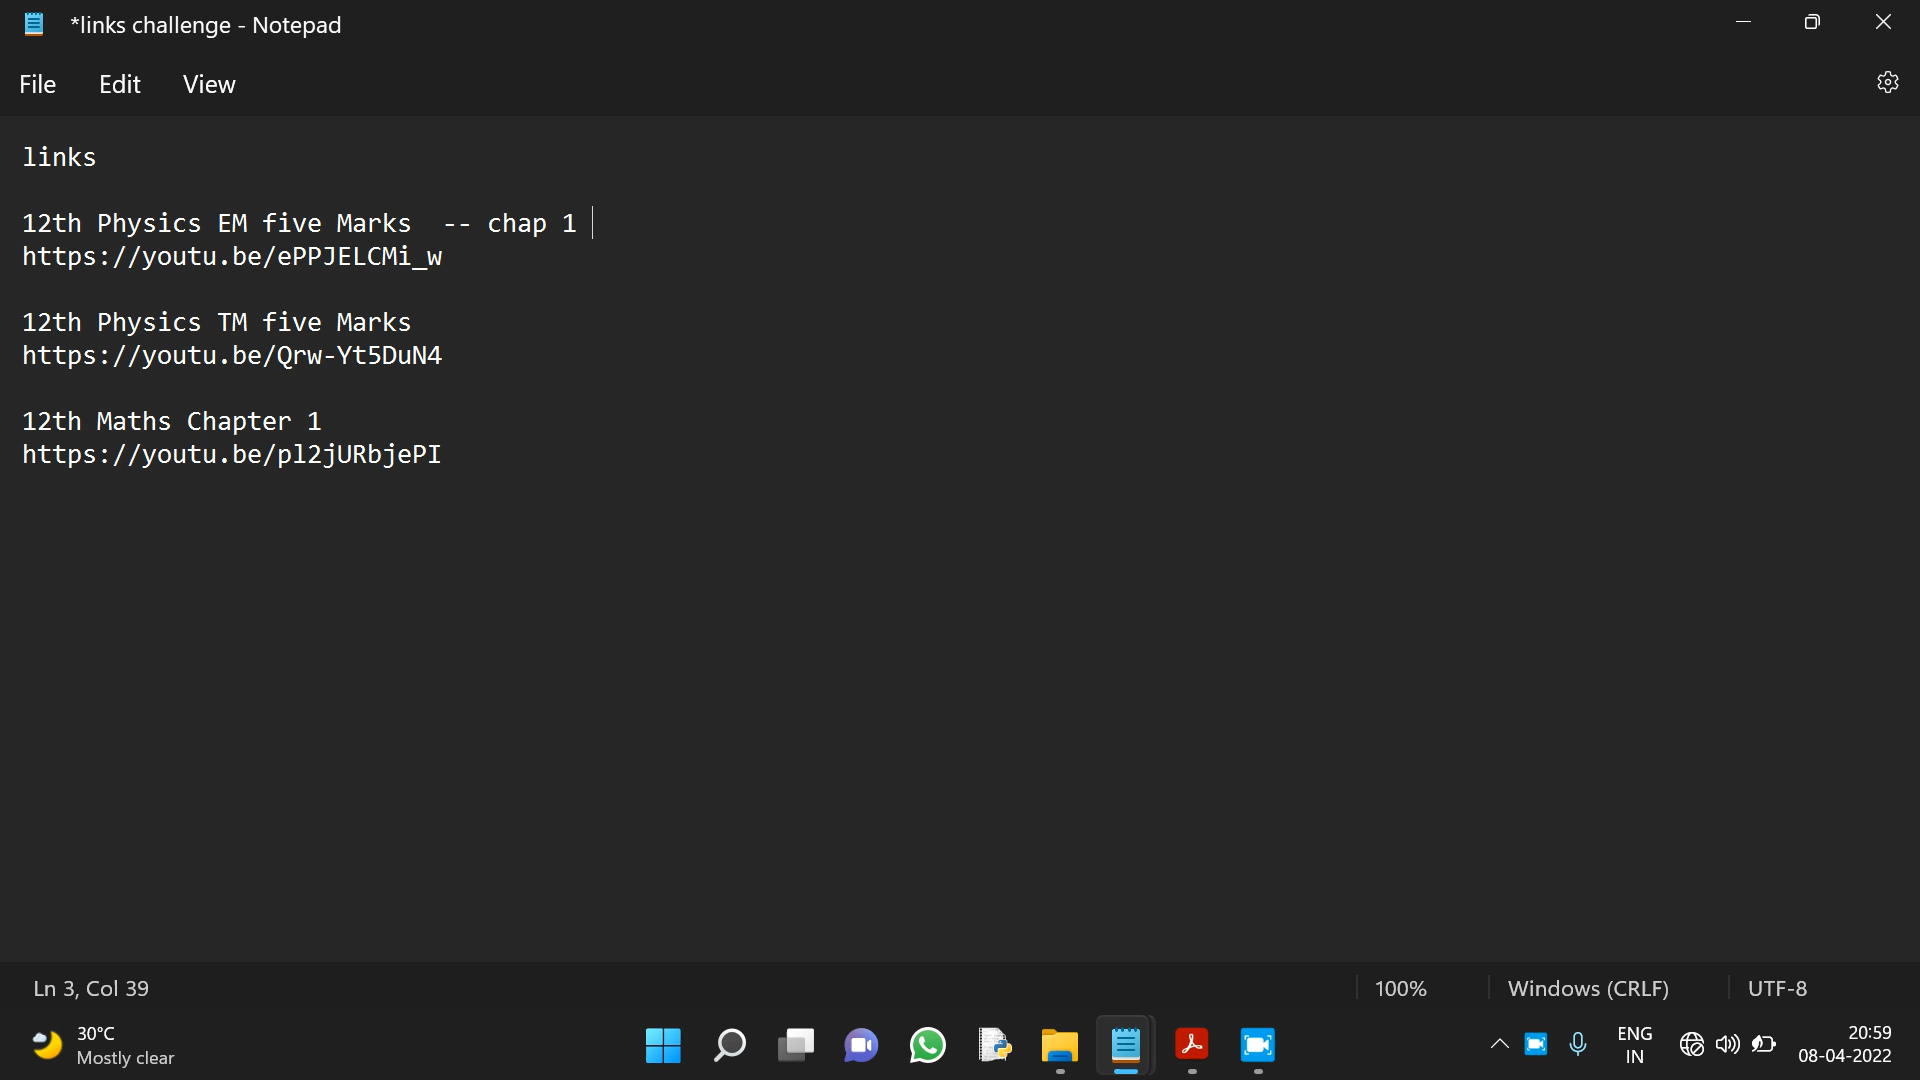 *links challenge - Notepad
File Edit View
links
12th Physics EM five Marks  -- chap 1
https://youtu.be/ePPJELCMi_w
12th Physics TM five Marks
https://youtu.be/Qrw-Yt5DuN4
12th Maths Chapter 1
https://youtu.be/pl2jURbjePI
Ln 3, Col 39 100% Windows (CRLF) UTF-8
30°C
Mostly clear
ENG
IN
20:59
08-04-2022